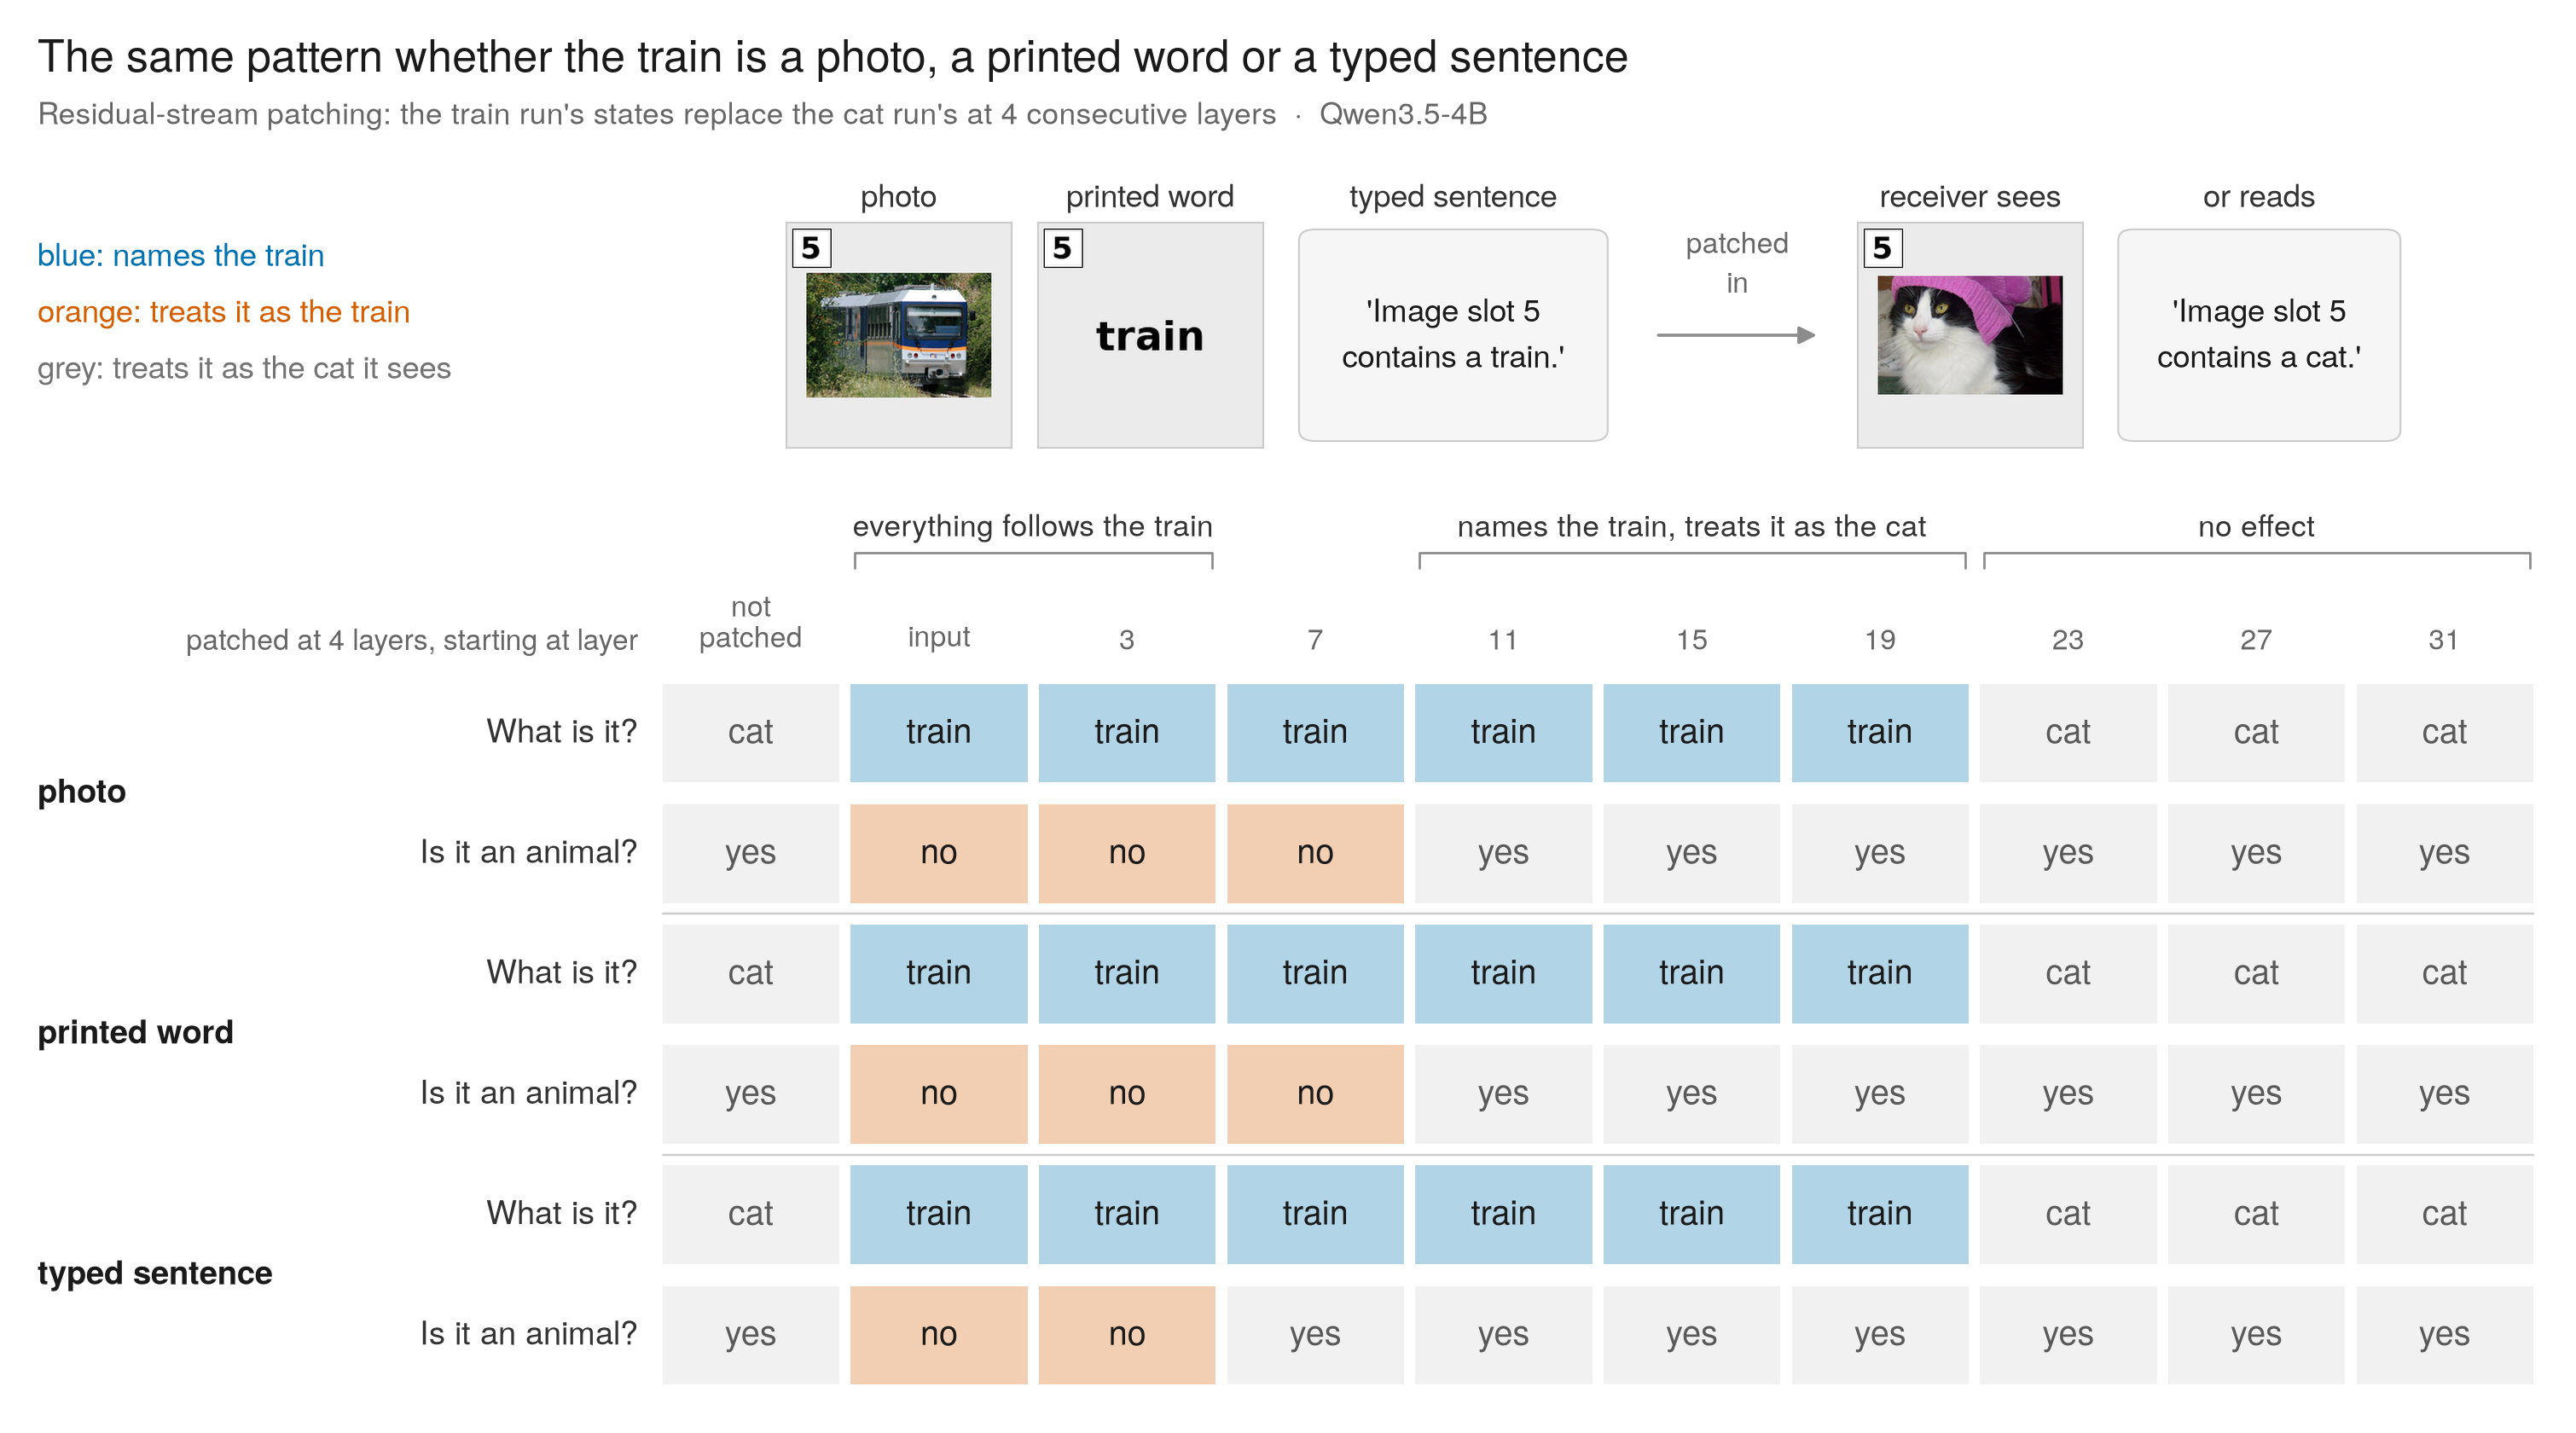 The same pattern whether the train is a photo, a printed word or a typed sentence
Residual-stream patching: the train run's states replace the cat run's at 4 consecutive layers · Qwen3.5-4B
blue: names the train
orange: treats it as the train
grey: treats it as the cat it sees
photo
5
printed word
5
train
typed sentence
'Image slot 5
contains a train.'
patched
in
receiver sees
5
or reads
'Image slot 5
contains a cat.'
everything follows the train
names the train, treats it as the cat
no effect
patched at 4 layers, starting at layer
not
patched
input 3 7 11 15 19 23 27 31
photo
What is it? cat train train train train train train cat cat cat
Is it an animal? yes no no no yes yes yes yes yes yes
printed word
What is it? cat train train train train train train cat cat cat
Is it an animal? yes no no no yes yes yes yes yes yes
typed sentence
What is it? cat train train train train train train cat cat cat
Is it an animal? yes no no yes yes yes yes yes yes yes